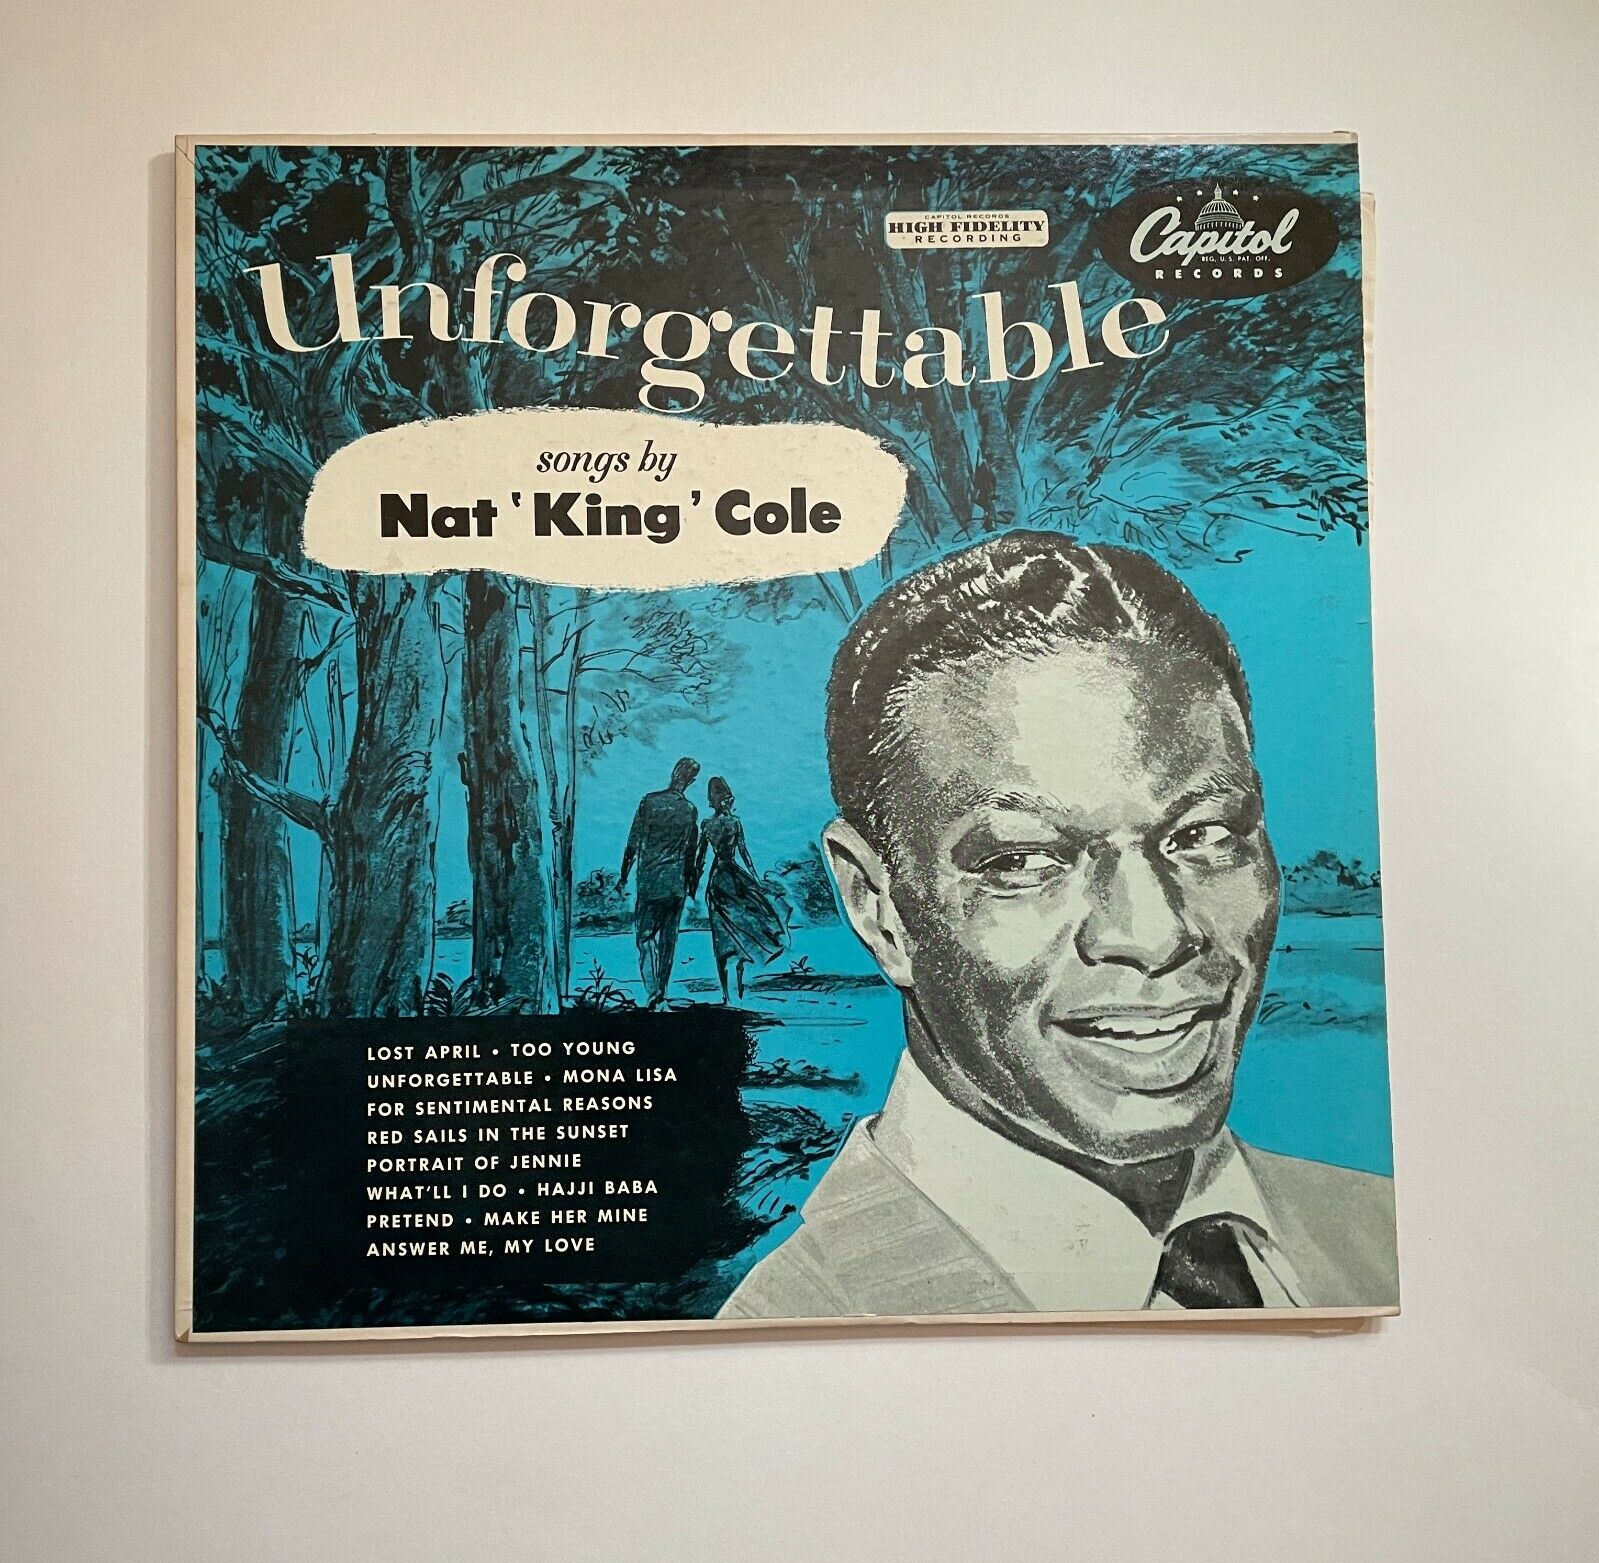 CAPITOL RECORDS
HIGH FIDELITY
RECORDING
Capitol
REG. U.S. PAT. OFF.
RECORDS
Unforgettable
songs by
Nat 'King' Cole
LOST APRIL • TOO YOUNG
UNFORGETTABLE • MONA LISA
FOR SENTIMENTAL REASONS
RED SAILS IN THE SUNSET
PORTRAIT OF JENNIE
WHAT'LL I DO • HAJJI BABA
PRETEND • MAKE HER MINE
ANSWER ME, MY LOVE